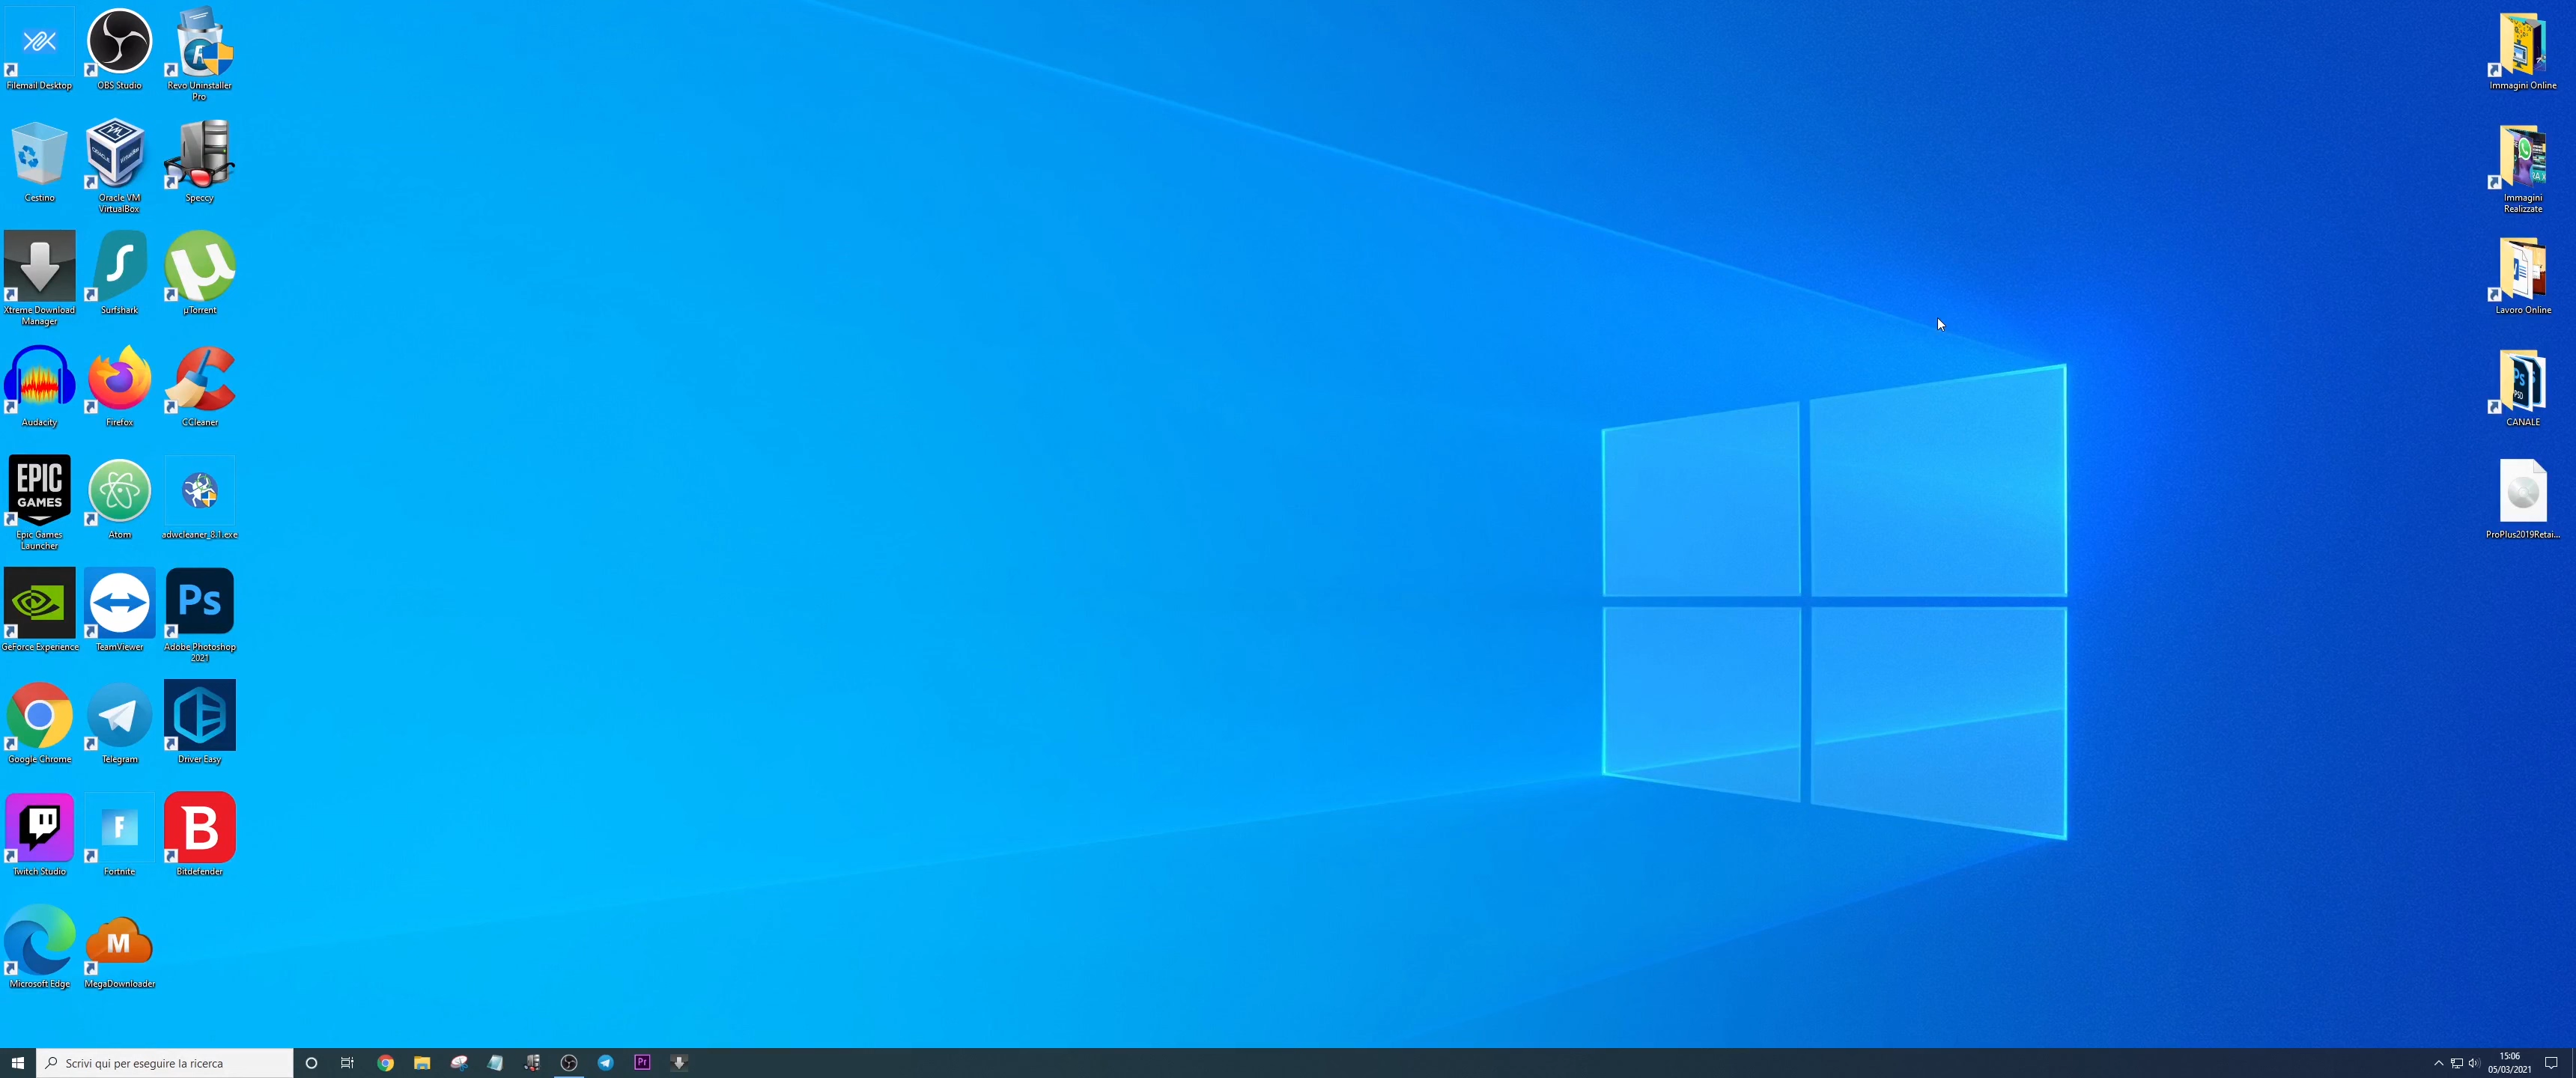 Filemail Desktop
OBS Studio
Revo Uninstaller
Pro
Cestino
Oracle VM
VirtualBox
Speccy
Xtreme Download
Manager
Surfshark
µTorrent
Audacity
Firefox
CCleaner
EPIC
GAMES
Epic Games
Launcher
Atom
adwcleaner_8.1.exe
GeForce Experience
TeamViewer
Ps
Adobe Photoshop
2021
Google Chrome
Telegram
Driver Easy
Twitch Studio
F
Fortnite
B
Bitdefender
Microsoft Edge
M
MegaDownloader
Immagini Online
Immagini
Realizzate
Lavoro Online
Ps
PSD
CANALE
ProPlus2019Retai...
Scrivi qui per eseguire la ricerca
Pr
15:06
05/03/2021